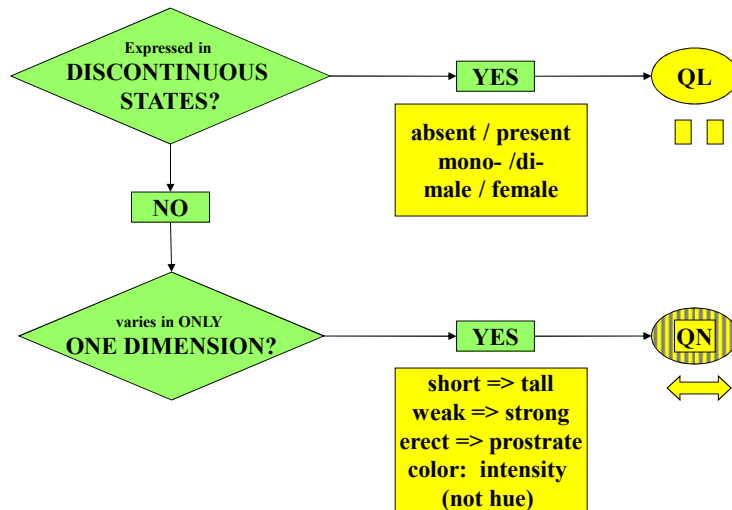 Expressed in
DISCONTINUOUS
STATES?
YES
QL
absent / present
mono- /di-
male / female
NO
varies in ONLY
ONE DIMENSION?
YES
QN
short => tall
weak => strong
erect => prostrate
color:  intensity
(not hue)